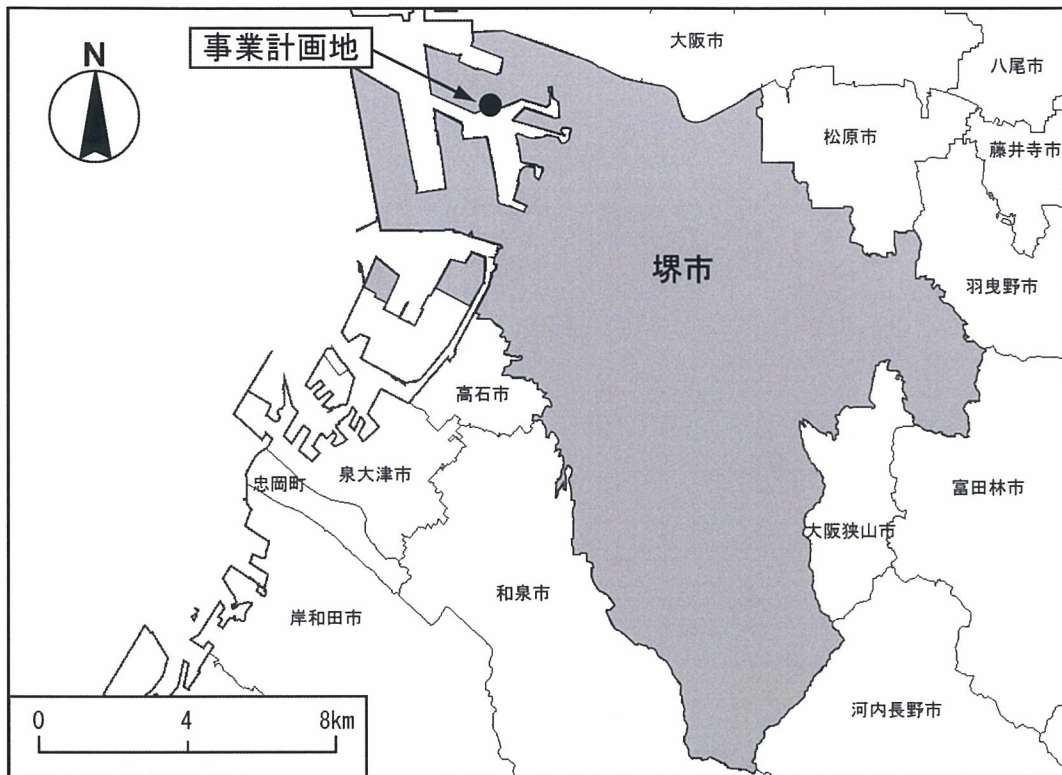 事業計画地
N
大阪市
八尾市
松原市
藤井寺市
堺市
羽曳野市
高石市
泉大津市
忠岡町
富田林市
大阪狭山市
和泉市
岸和田市
河内長野市
0 4 8km